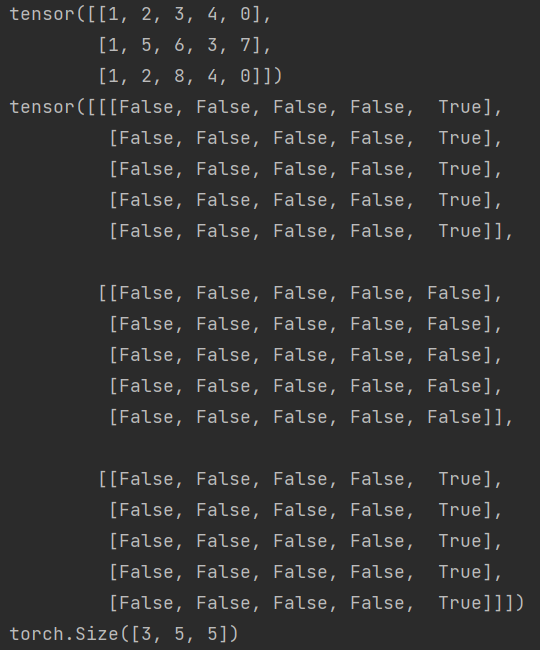 tensor([[1, 2, 3, 4, 0],
        [1, 5, 6, 3, 7],
        [1, 2, 8, 4, 0]])
tensor([[[False, False, False, False,  True],
         [False, False, False, False,  True],
         [False, False, False, False,  True],
         [False, False, False, False,  True],
         [False, False, False, False,  True]],

        [[False, False, False, False, False],
         [False, False, False, False, False],
         [False, False, False, False, False],
         [False, False, False, False, False],
         [False, False, False, False, False]],

        [[False, False, False, False,  True],
         [False, False, False, False,  True],
         [False, False, False, False,  True],
         [False, False, False, False,  True],
         [False, False, False, False,  True]]])
torch.Size([3, 5, 5])